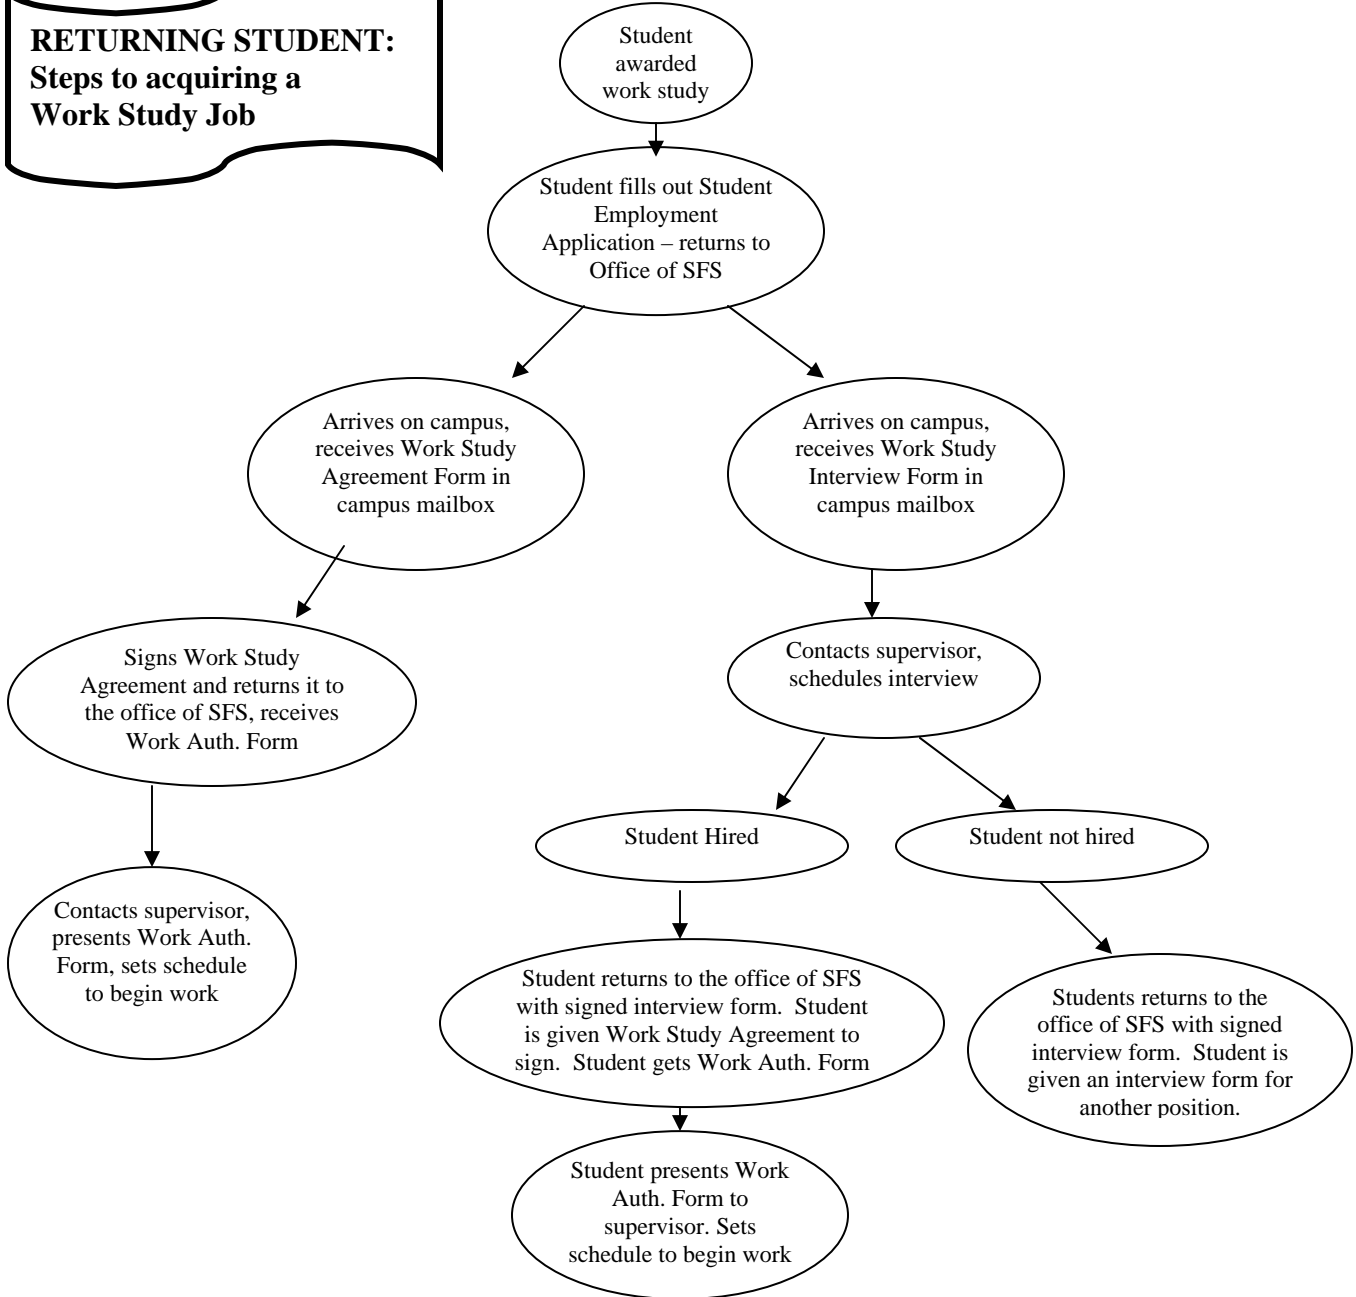 RETURNING STUDENT:
Steps to acquiring a
Work Study Job
Student
awarded
work study
Student fills out Student
Employment
Application – returns to
Office of SFS
Arrives on campus,
receives Work Study
Agreement Form in
campus mailbox
Arrives on campus,
receives Work Study
Interview Form in
campus mailbox
Signs Work Study
Agreement and returns it to
the office of SFS, receives
Work Auth. Form
Contacts supervisor,
schedules interview
Student Hired
Student not hired
Contacts supervisor,
presents Work Auth.
Form, sets schedule
to begin work
Student returns to the office of SFS
with signed interview form.  Student
is given Work Study Agreement to
sign.  Student gets Work Auth. Form
Students returns to the
office of SFS with signed
interview form.  Student is
given an interview form for
another position.
Student presents Work
Auth. Form to
supervisor. Sets
schedule to begin work